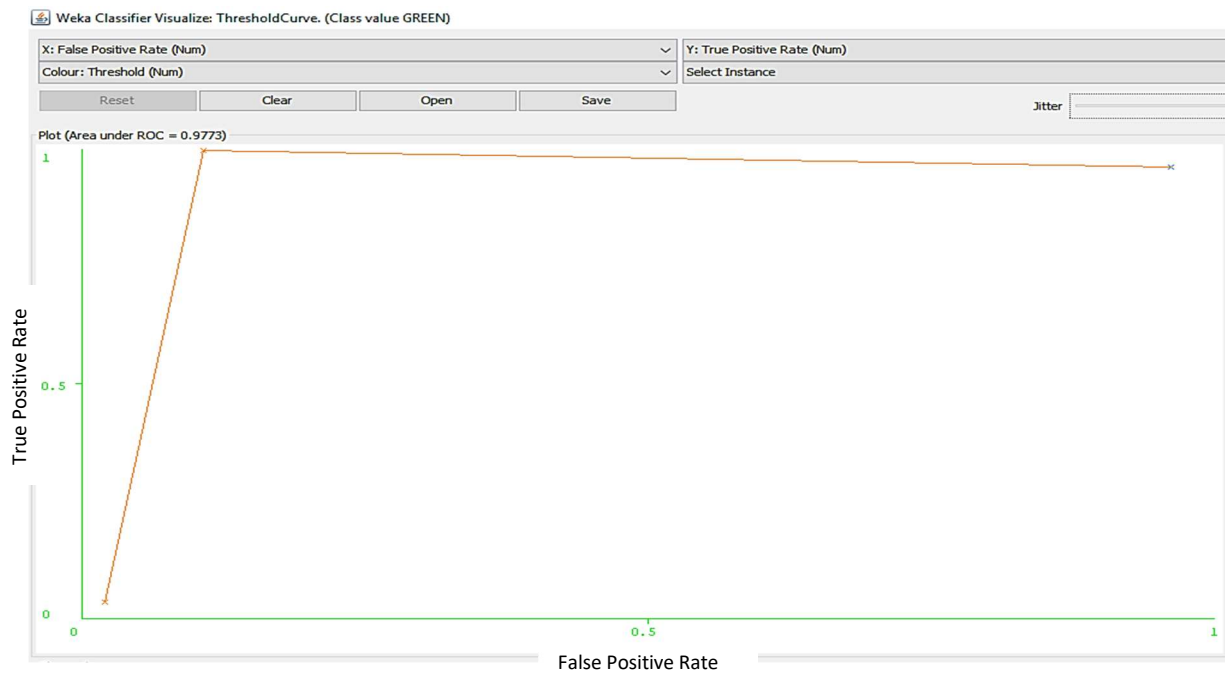 Weka Classifier Visualize: ThresholdCurve. (Class value GREEN)
X: False Positive Rate (Num)
Y: True Positive Rate (Num)
Colour: Threshold (Num)
Select Instance
Reset
Clear
Open
Save
Jitter
Plot (Area under ROC = 0.9773)
1
True Positive Rate
0.5
0
0
0.5
1
False Positive Rate